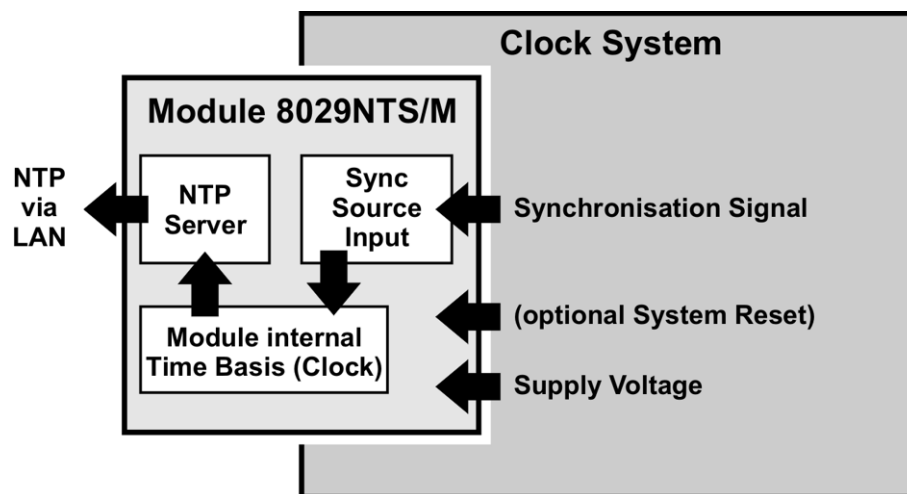 Clock System
Module 8029NTS/M
NTP
via
LAN
NTP
Server
Sync
Source
Input
Synchronisation Signal
(optional System Reset)
Module internal
Time Basis (Clock)
Supply Voltage